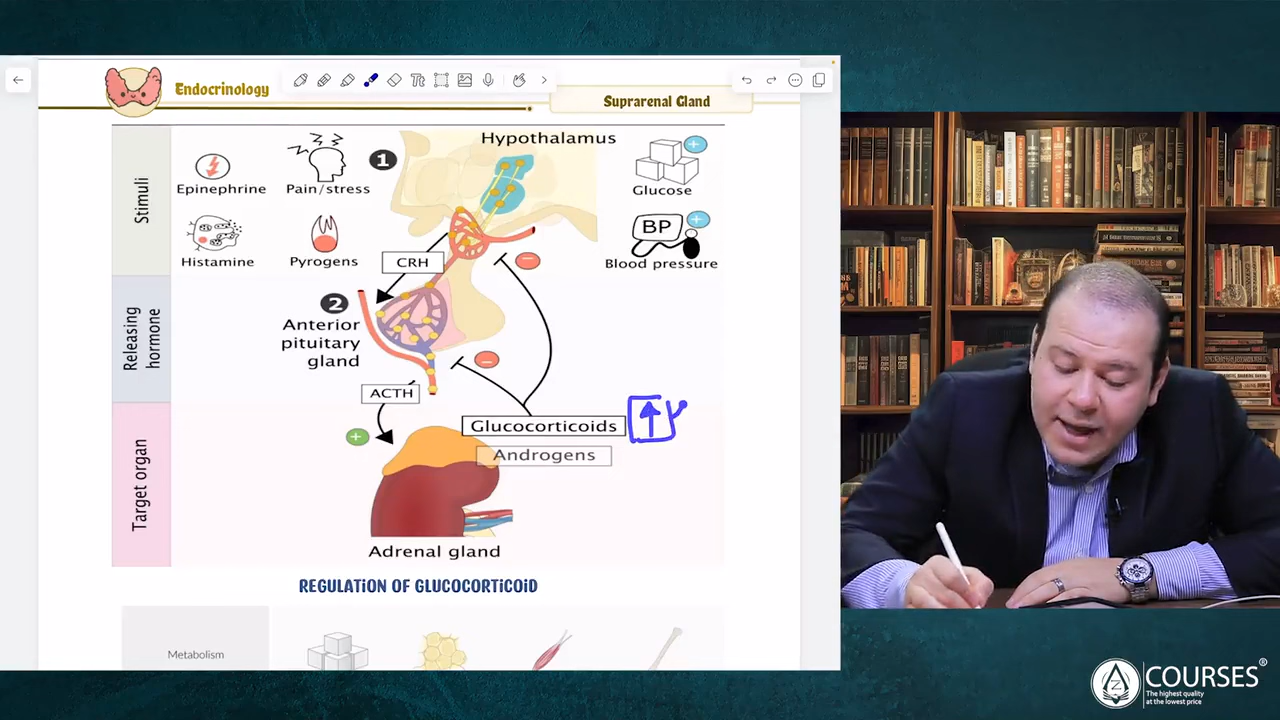 Endocrinology
Suprarenal Gland
Stimuli
Epinephrine
Pain/stress
1
Hypothalamus
Glucose
Histamine
Pyrogens
CRH
BP
Blood pressure
Releasing
hormone
2
Anterior
pituitary
gland
ACTH
Target organ
Glucocorticoids
Androgens
Adrenal gland
REGULATION OF GLUCOCORTICOID
Metabolism
COURSES®
The highest quality
at the lowest price